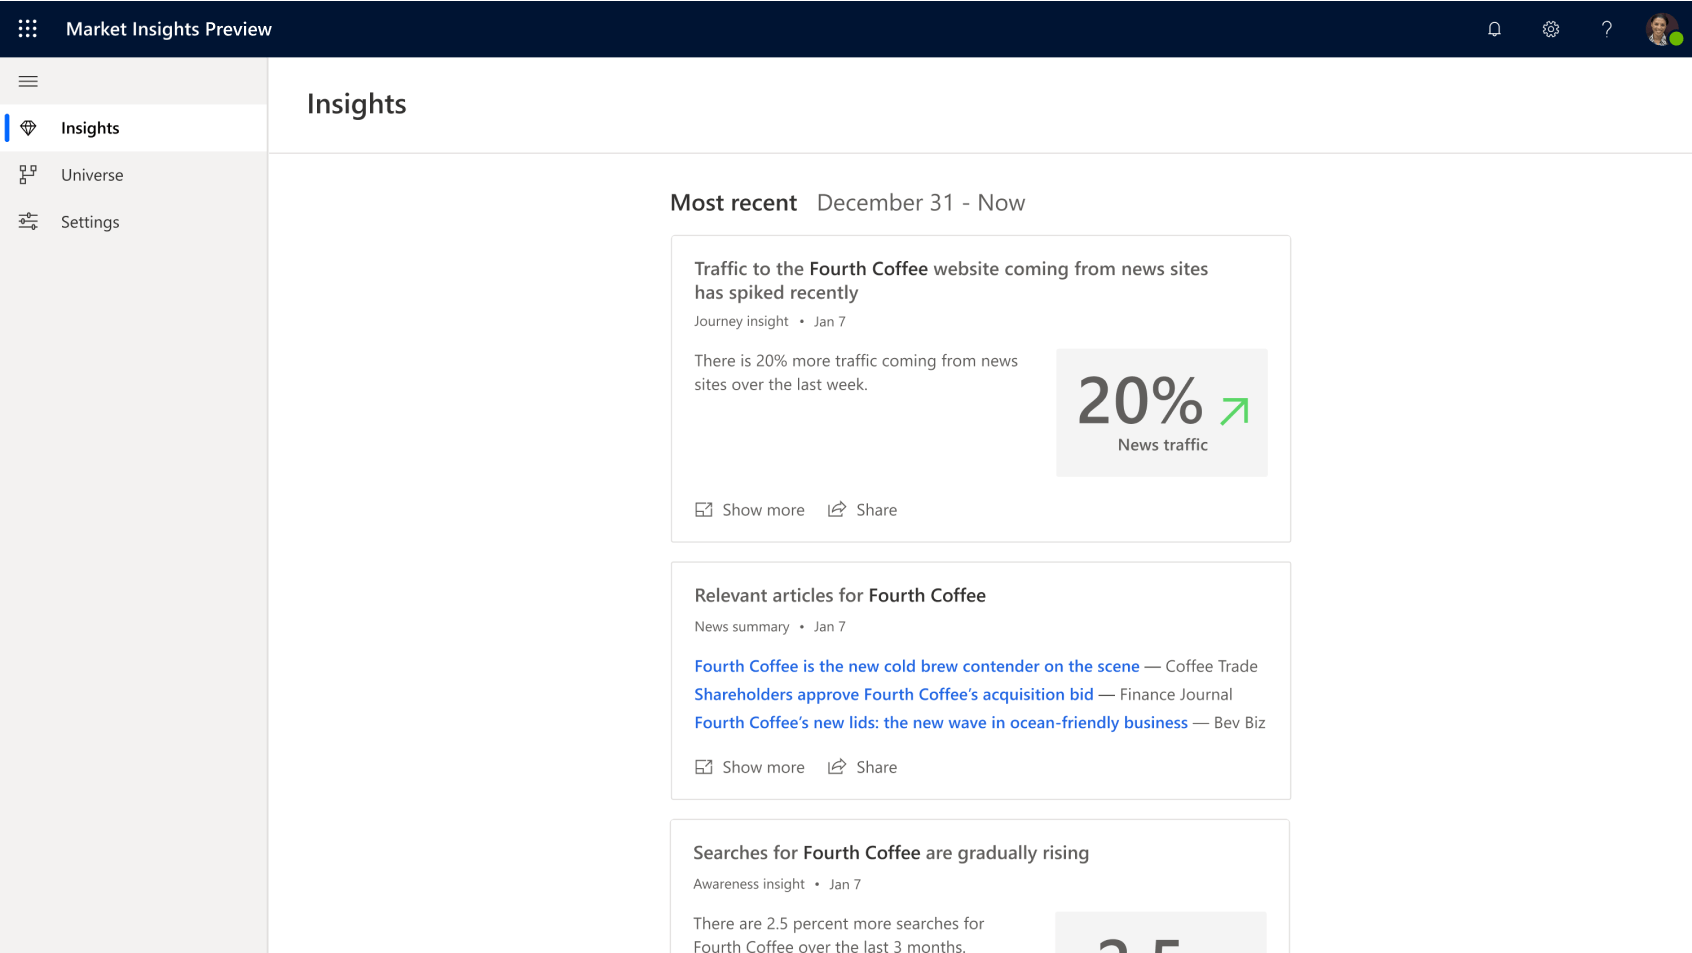 Market Insights Preview
?
Insights
Universe
Settings
Insights
Most recent December 31 - Now
Traffic to the Fourth Coffee website coming from news sites
has spiked recently
Journey insight • Jan 7
There is 20% more traffic coming from news
sites over the last week.
20%
News traffic
Show more Share
Relevant articles for Fourth Coffee
News summary • Jan 7
Fourth Coffee is the new cold brew contender on the scene — Coffee Trade
Shareholders approve Fourth Coffee’s acquisition bid — Finance Journal
Fourth Coffee’s new lids: the new wave in ocean-friendly business — Bev Biz
Show more Share
Searches for Fourth Coffee are gradually rising
Awareness insight • Jan 7
There are 2.5 percent more searches for
Fourth Coffee over the last 3 months.
2.5